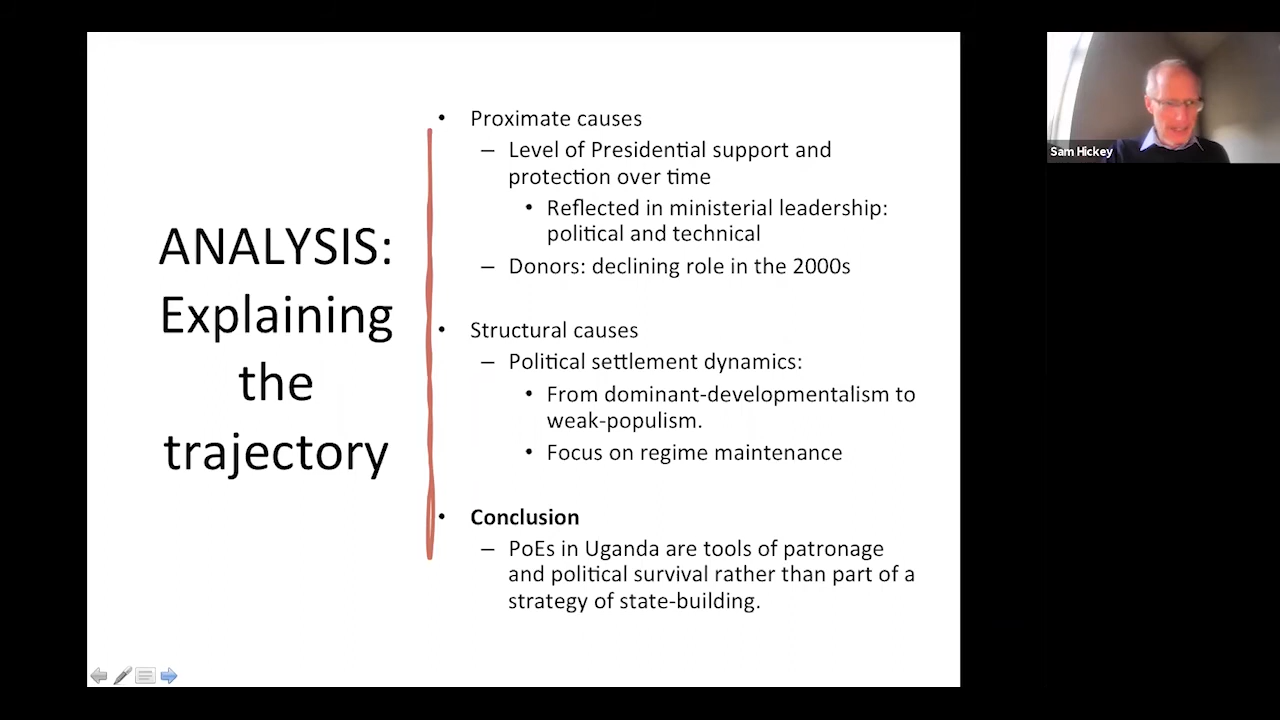 ANALYSIS:
Explaining
the
trajectory
• Proximate causes
– Level of Presidential support and
protection over time
• Reflected in ministerial leadership:
political and technical
– Donors: declining role in the 2000s
• Structural causes
– Political settlement dynamics:
• From dominant-developmentalism to
weak-populism.
• Focus on regime maintenance
• Conclusion
– PoEs in Uganda are tools of patronage
and political survival rather than part of a
strategy of state-building.
Sam Hickey